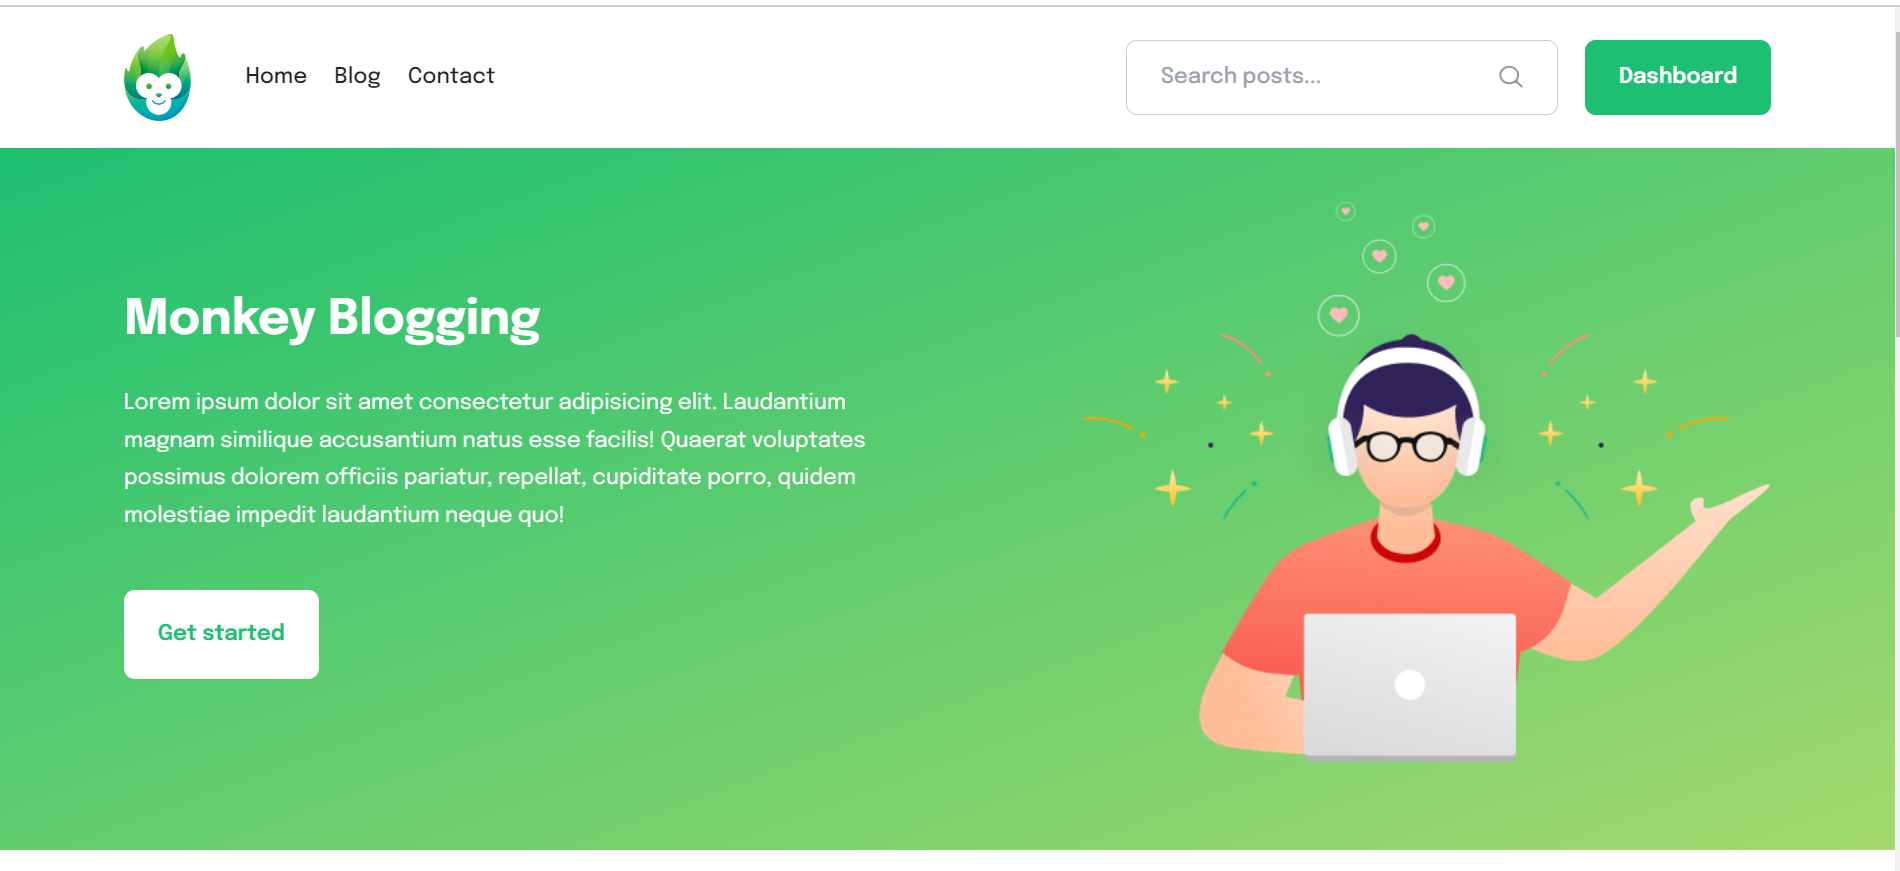 Home Blog Contact Search posts... Dashboard
Monkey Blogging
Lorem ipsum dolor sit amet consectetur adipisicing elit. Laudantium
magnam similique accusantium natus esse facilis! Quaerat voluptates
possimus dolorem officiis pariatur, repellat, cupiditate porro, quidem
molestiae impedit laudantium neque quo!
Get started